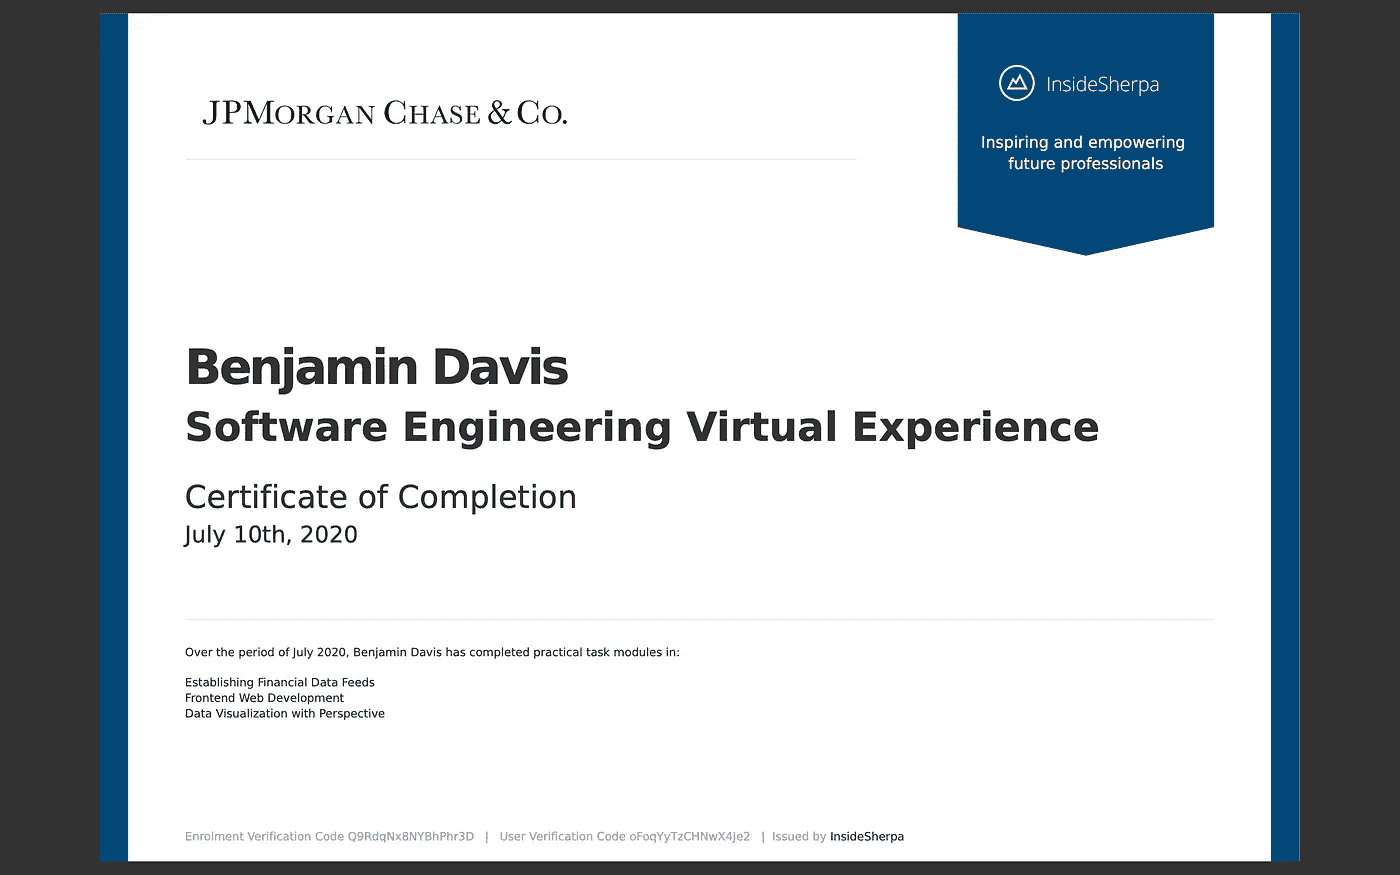 JPMORGAN CHASE & CO.
InsideSherpa
Inspiring and empowering
future professionals
Benjamin Davis
Software Engineering Virtual Experience
Certificate of Completion
July 10th, 2020
Over the period of July 2020, Benjamin Davis has completed practical task modules in:
Establishing Financial Data Feeds
Frontend Web Development
Data Visualization with Perspective
Enrolment Verification Code Q9RdqNx8NYBhPhr3D | User Verification Code oFoqYyTzCHNwX4Je2 | Issued by InsideSherpa